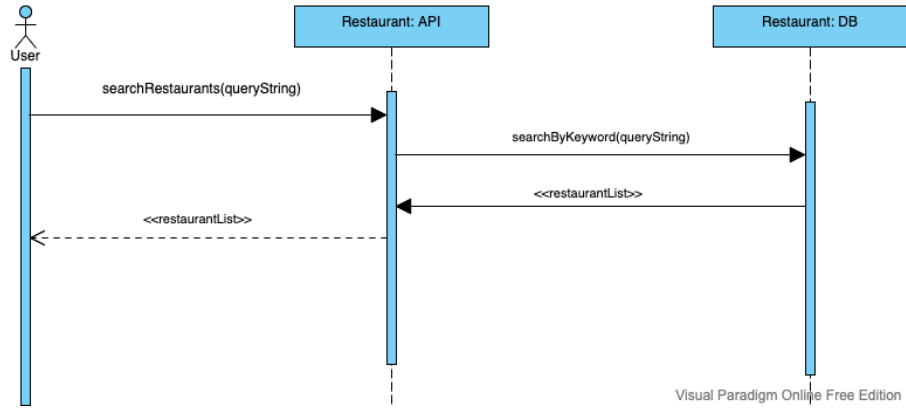 Restaurant: API
Restaurant: DB
User
searchRestaurants(queryString)
searchByKeyword(queryString)
<<restaurantList>>
<<restaurantList>>
Visual Paradigm Online Free Edition